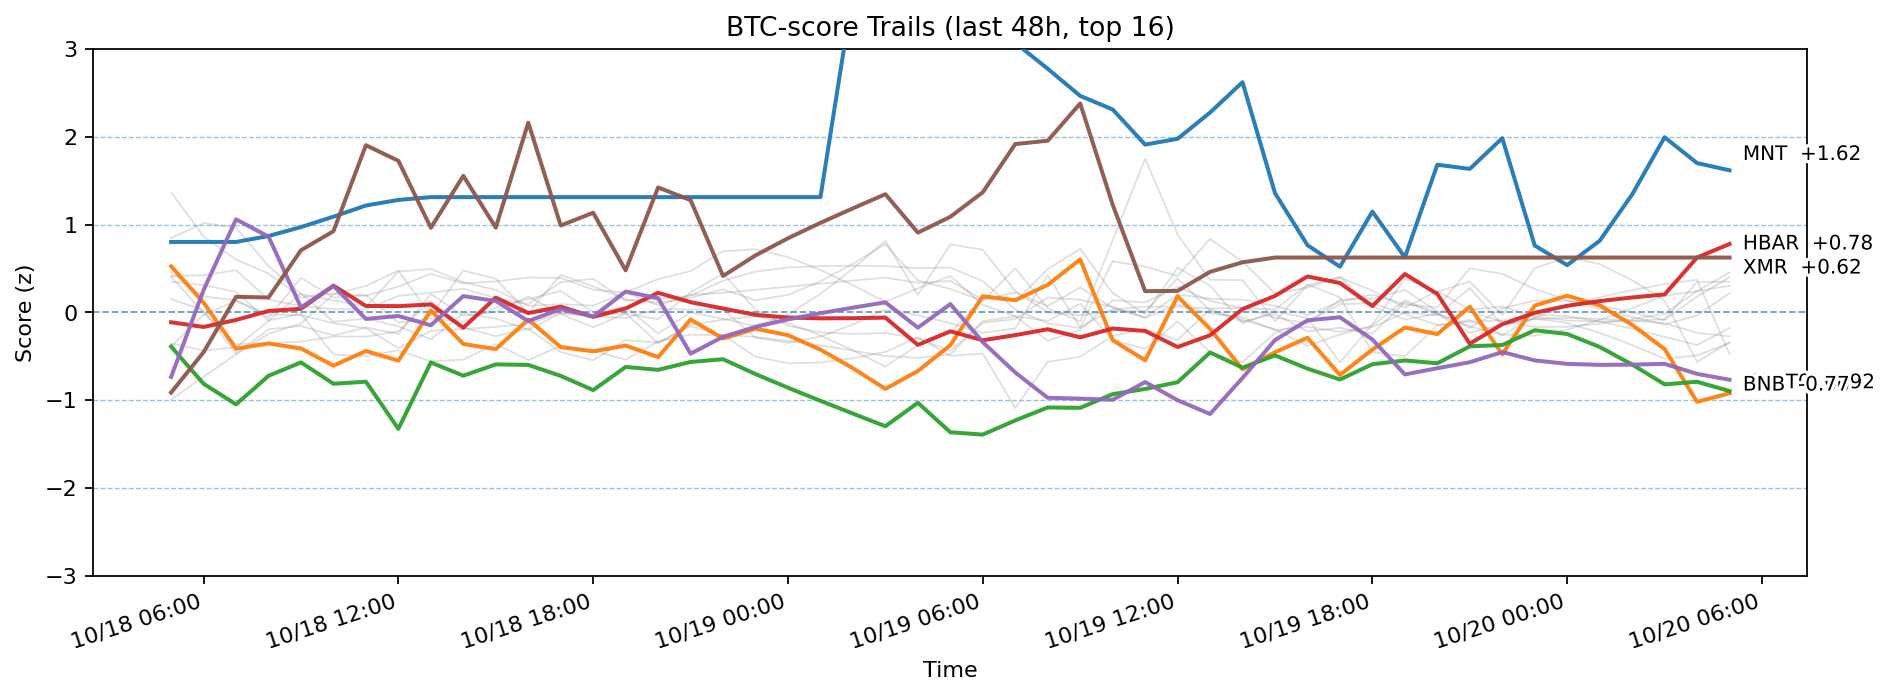 BTC-score Trails (last 48h, top 16)
Score (z)
3
2
1
0
−1
−2
−3
MNT +1.62
HBAR +0.78
XMR +0.62
BNB -0.77
10/18 06:00
10/18 12:00
10/18 18:00
10/19 00:00
10/19 06:00
10/19 12:00
10/19 18:00
10/20 00:00
10/20 06:00
Time